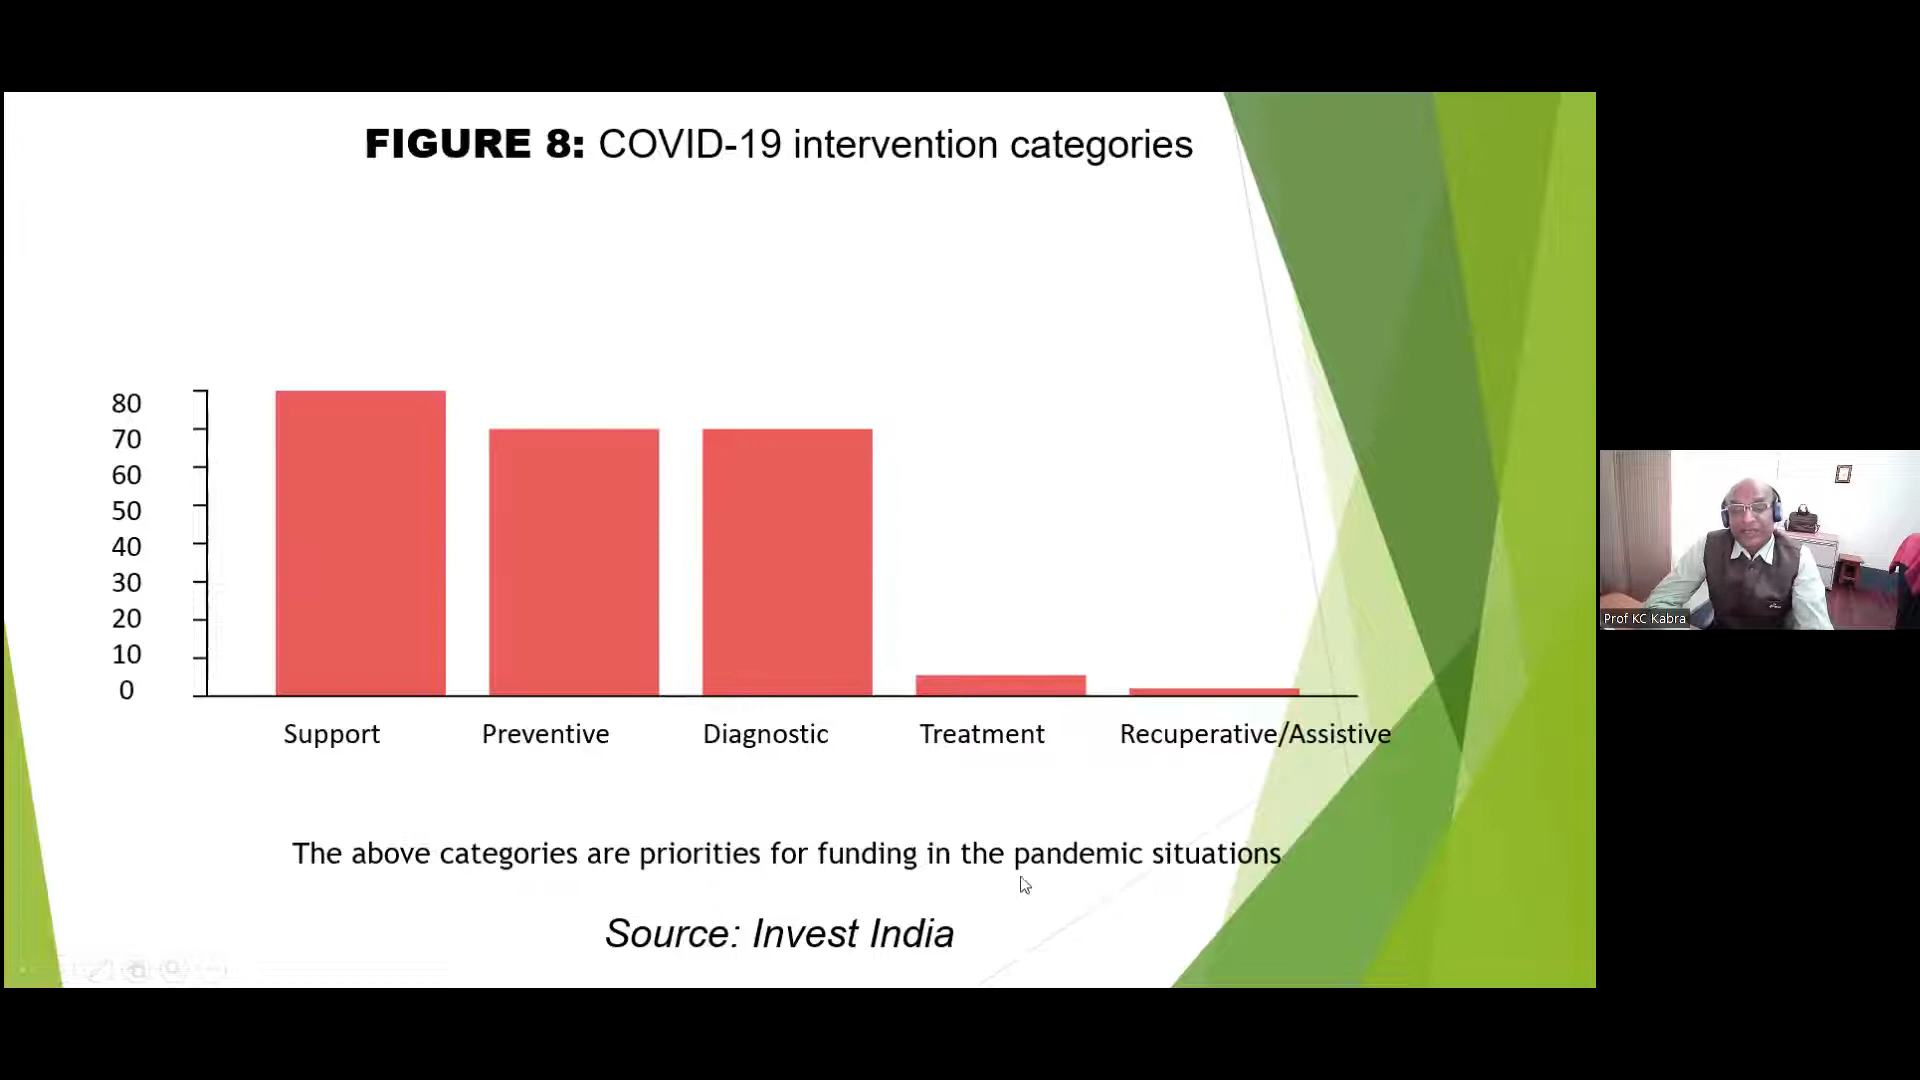 FIGURE 8: COVID-19 intervention categories
80
70
60
50
40
30
20
10
0
Support Preventive Diagnostic Treatment Recuperative/Assistive
The above categories are priorities for funding in the pandemic situations
Source: Invest India
Prof KC Kabra